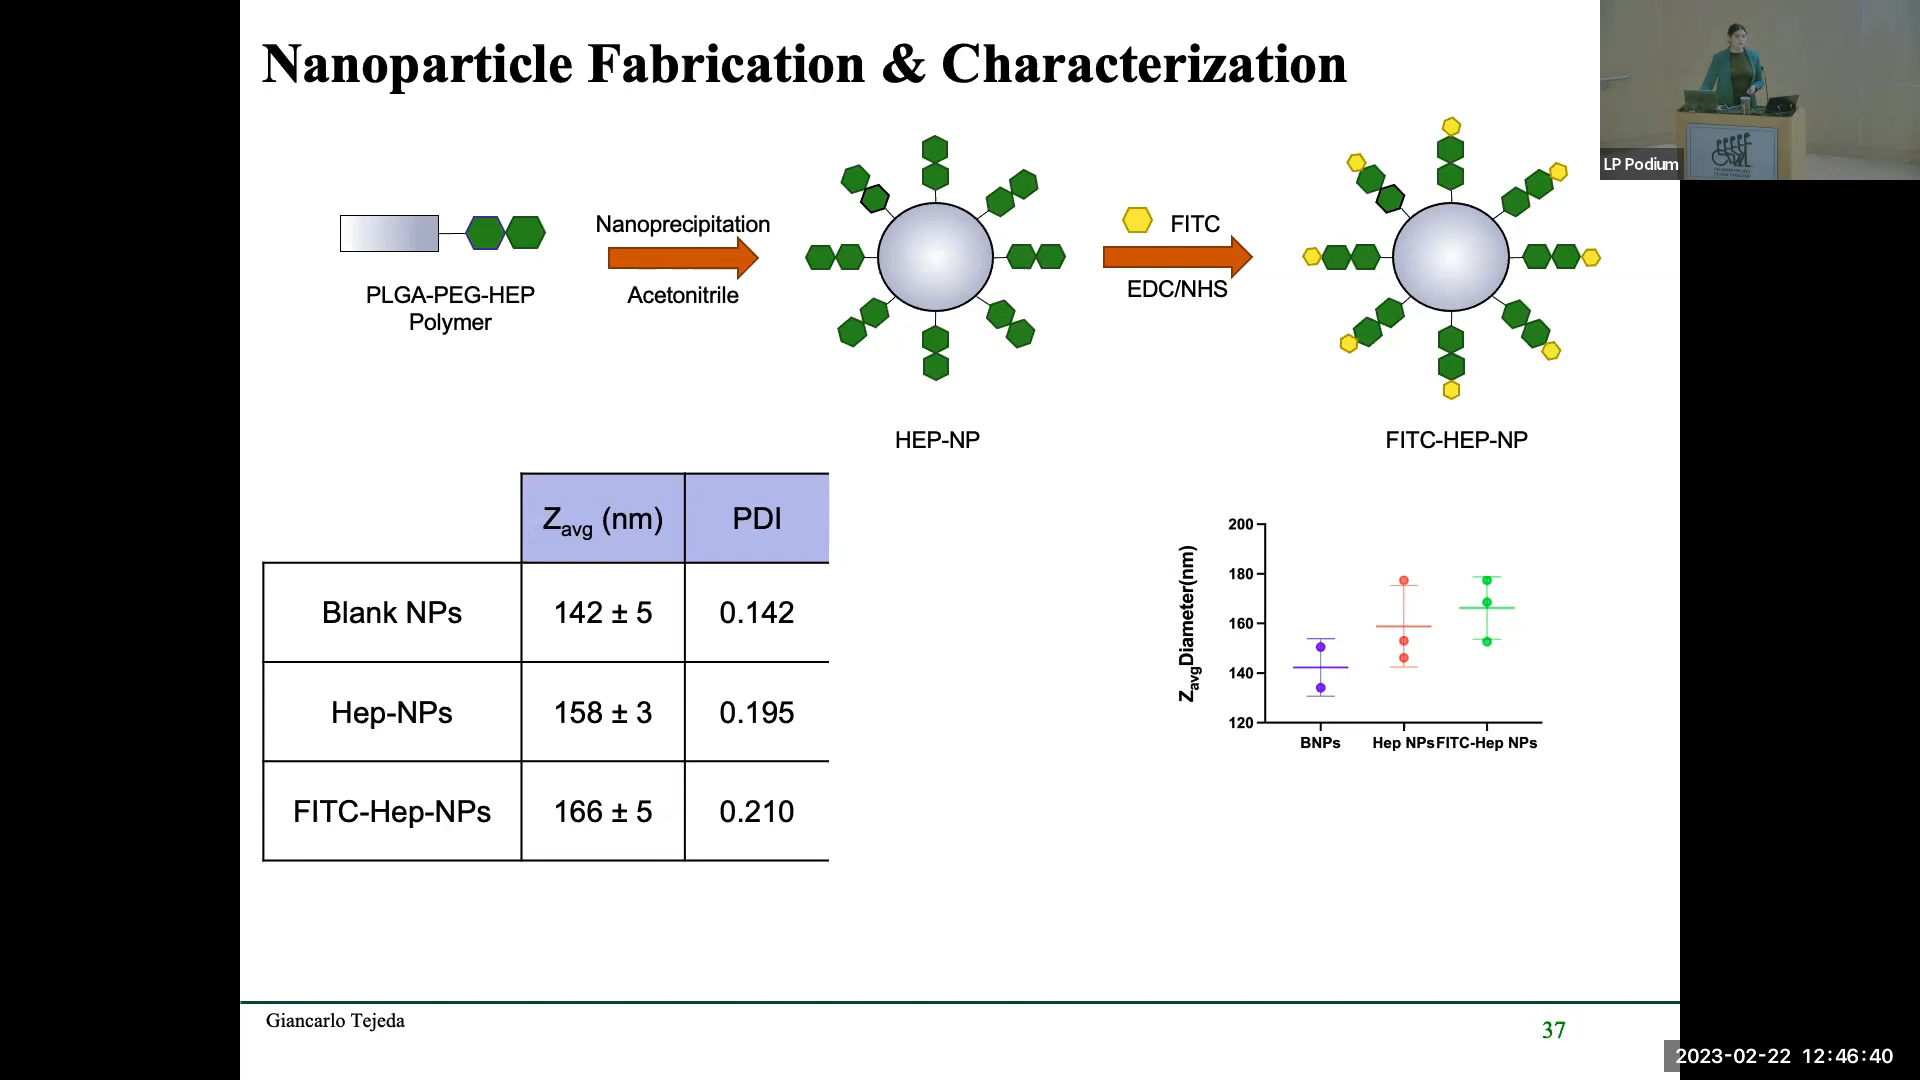 Nanoparticle Fabrication & Characterization
LP Podium
PLGA-PEG-HEP
Polymer
Nanoprecipitation
Acetonitrile
HEP-NP
FITC
EDC/NHS
FITC-HEP-NP
Zavg (nm) PDI
Blank NPs 142 ± 5 0.142
Hep-NPs 158 ± 3 0.195
FITC-Hep-NPs 166 ± 5 0.210
ZavgDiameter(nm)
200
180
160
140
120
BNPs Hep NPs FITC-Hep NPs
Giancarlo Tejeda
37
2023-02-22 12:46:40